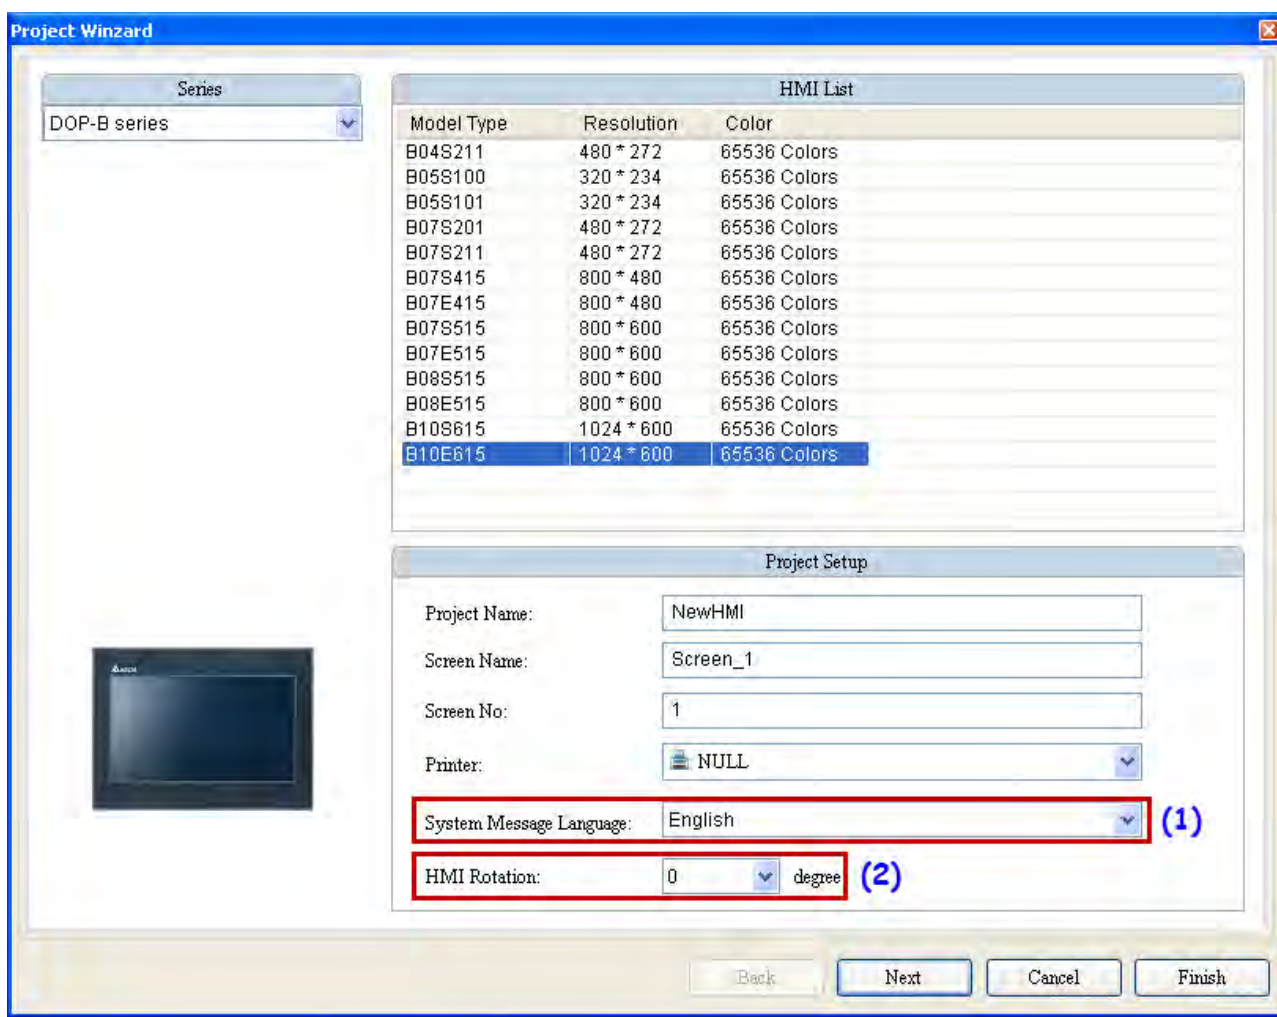 Project Winzard
Series
DOP-B series
HMI List
Model Type Resolution Color
B04S211 480 * 272 65536 Colors
B05S100 320 * 234 65536 Colors
B05S101 320 * 234 65536 Colors
B07S201 480 * 272 65536 Colors
B07S211 480 * 272 65536 Colors
B07S415 800 * 480 65536 Colors
B07E415 800 * 480 65536 Colors
B07S515 800 * 600 65536 Colors
B07E515 800 * 600 65536 Colors
B08S515 800 * 600 65536 Colors
B08E515 800 * 600 65536 Colors
B10S615 1024 * 600 65536 Colors
B10E615 1024 * 600 65536 Colors
Project Setup
Project Name: NewHMI
Screen Name: Screen_1
Screen No: 1
Printer: NULL
System Message Language: English (1)
HMI Rotation: 0 degree (2)
Back Next Cancel Finish